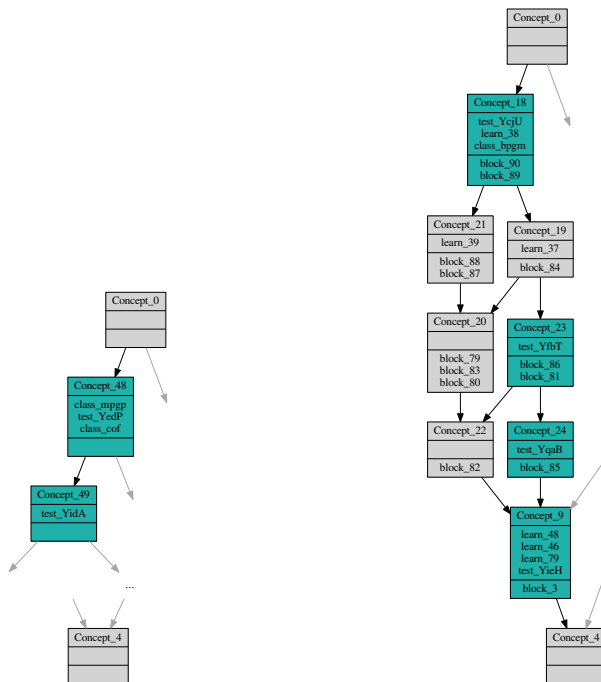 Concept_0
Concept_48
class_mpgp
test_YedP
class_cof
Concept_49
test_YidA
...
Concept_4
Concept_0
Concept_18
test_YcjU
learn_38
class_bpgm
block_90
block_89
Concept_21
learn_39
block_88
block_87
Concept_19
learn_37
block_84
Concept_20
block_79
block_83
block_80
Concept_23
test_YfbT
block_86
block_81
Concept_22
block_82
Concept_24
test_YqaB
block_85
Concept_9
learn_48
learn_46
learn_79
test_YieH
block_3
Concept_4